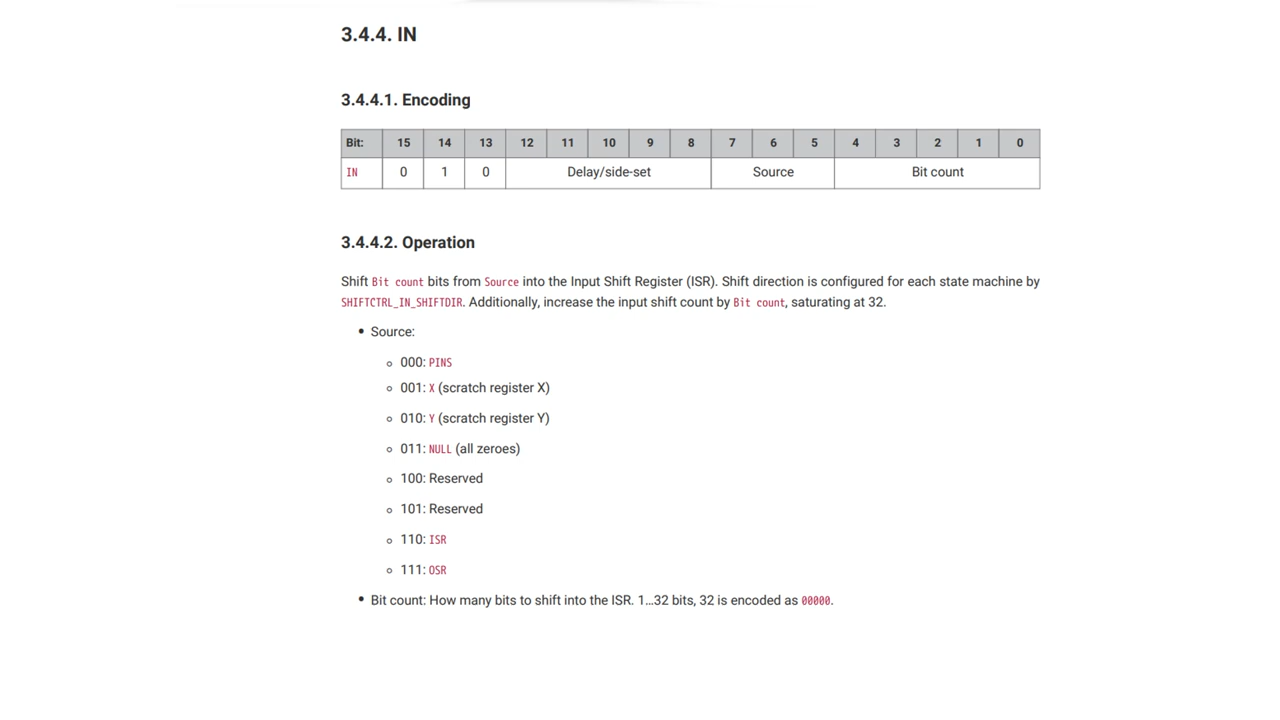 3.4.4. IN
3.4.4.1. Encoding
Bit: 15 14 13 12 11 10 9 8 7 6 5 4 3 2 1 0
IN 0 1 0 Delay/side-set Source Bit count
3.4.4.2. Operation
Shift Bit count bits from Source into the Input Shift Register (ISR). Shift direction is configured for each state machine by
SHIFTCTRL_IN_SHIFTDIR. Additionally, increase the input shift count by Bit count, saturating at 32.
• Source:
◦ 000: PINS
◦ 001: X (scratch register X)
◦ 010: Y (scratch register Y)
◦ 011: NULL (all zeroes)
◦ 100: Reserved
◦ 101: Reserved
◦ 110: ISR
◦ 111: OSR
• Bit count: How many bits to shift into the ISR. 1…32 bits, 32 is encoded as 00000.